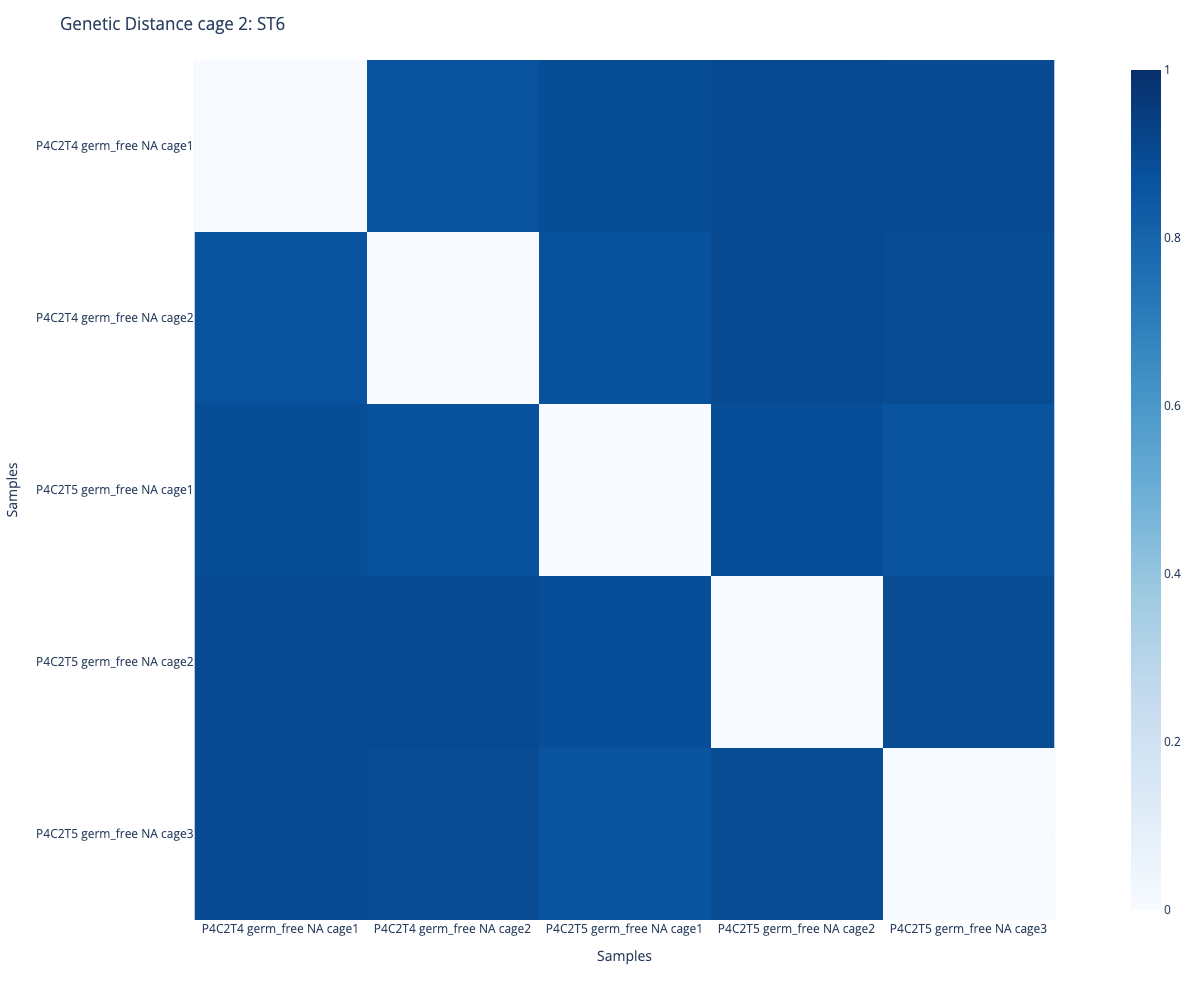 Genetic Distance cage 2: ST6
1
P4C2T4 germ_free NA cage1
0.8
P4C2T4 germ_free NA cage2
0.6
Samples
P4C2T5 germ_free NA cage1
0.4
P4C2T5 germ_free NA cage2
0.2
P4C2T5 germ_free NA cage3
0
P4C2T4 germ_free NA cage1 P4C2T4 germ_free NA cage2 P4C2T5 germ_free NA cage1 P4C2T5 germ_free NA cage2 P4C2T5 germ_free NA cage3
Samples